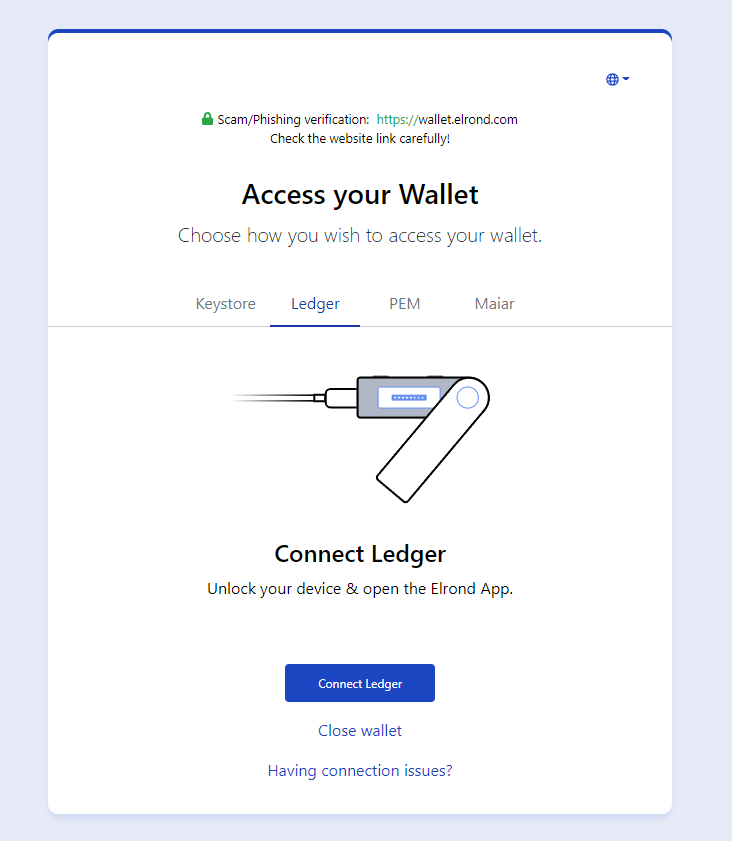 Scam/Phishing verification: https://wallet.elrond.com
Check the website link carefully!
Access your Wallet
Choose how you wish to access your wallet.
Keystore Ledger PEM Maiar
Connect Ledger
Unlock your device & open the Elrond App.
Connect Ledger
Close wallet
Having connection issues?